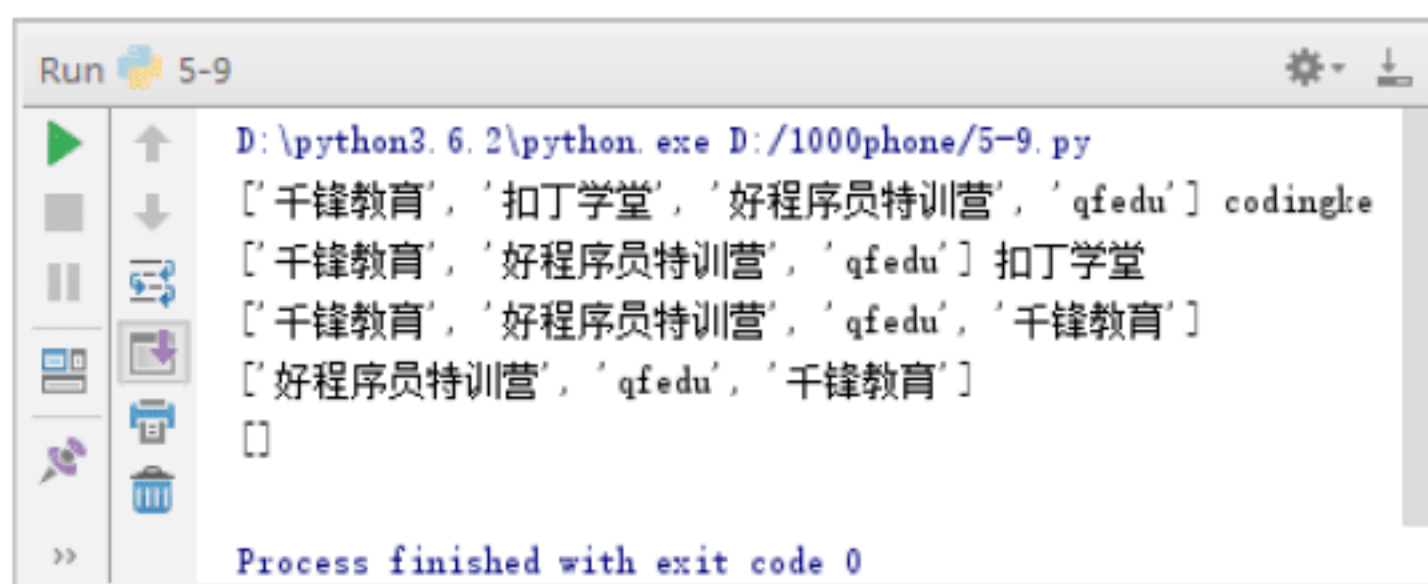 Run 5-9
D:\python3.6.2\python.exe D:/1000phone/5-9.py
['千锋教育', '扣丁学堂', '好程序员特训营', 'qfedu'] codingke
['千锋教育', '好程序员特训营', 'qfedu'] 扣丁学堂
['千锋教育', '好程序员特训营', 'qfedu', '千锋教育']
['好程序员特训营', 'qfedu', '千锋教育']
[]
Process finished with exit code 0